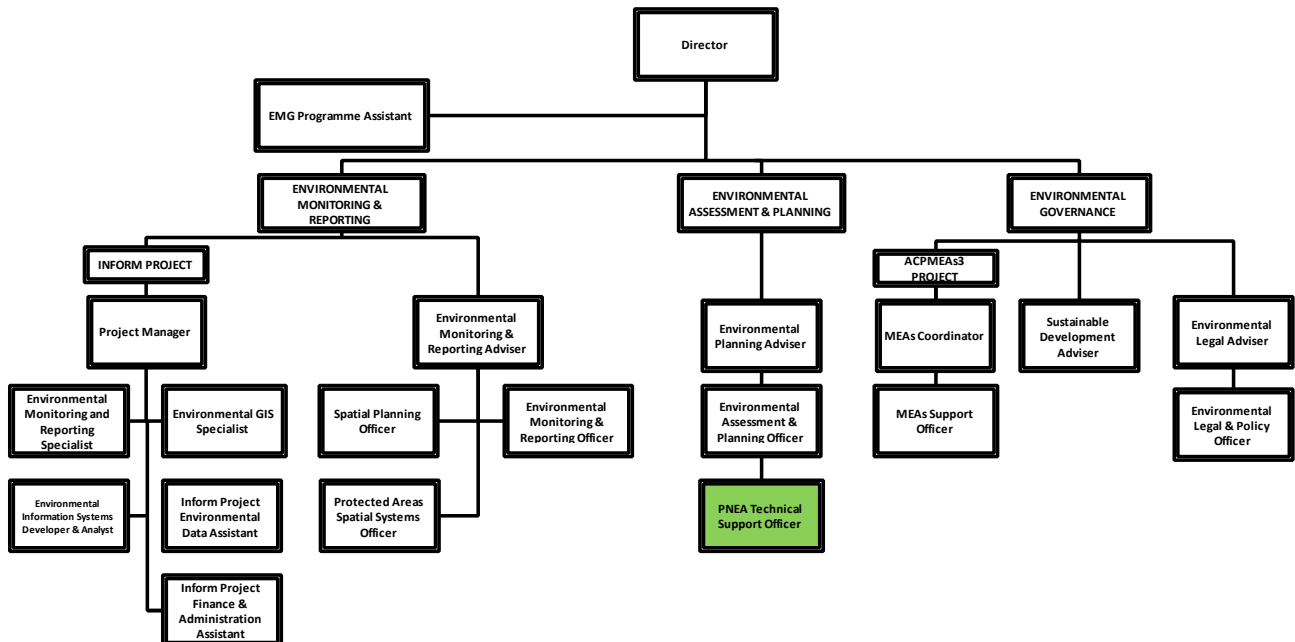 Director
EMG Programme Assistant
ENVIRONMENTAL
MONITORING &
REPORTING
ENVIRONMENTAL
ASSESSMENT & PLANNING
ENVIRONMENTAL
GOVERNANCE
INFORM PROJECT
ACPMEAs3
PROJECT
Project Manager
Environmental
Monitoring &
Reporting Adviser
Environmental
Planning Adviser
MEAs Coordinator
Sustainable
Development
Adviser
Environmental
Legal Adviser
Environmental
Monitoring and
Reporting
Specialist
Environmental GIS
Specialist
Spatial Planning
Officer
Environmental
Monitoring &
Reporting Officer
Environmental
Assessment &
Planning Officer
MEAs Support
Officer
Environmental
Legal & Policy
Officer
Environmental
Information Systems
Developer & Analyst
Inform Project
Environmental
Data Assistant
Protected Areas
Spatial Systems
Officer
PNEA Technical
Support Officer
Inform Project
Finance &
Administration
Assistant